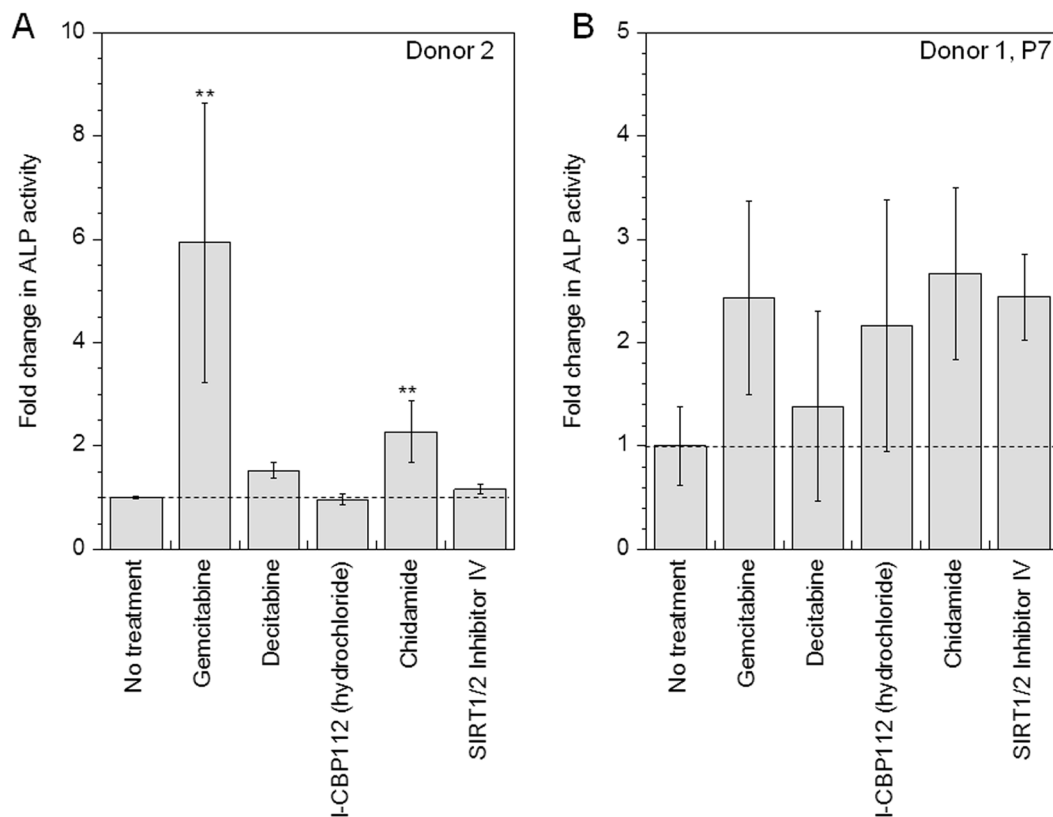 A
Donor 2
Fold change in ALP activity
10
8
6
4
2
0
**
**
No treatment
Gemcitabine
Decitabine
I-CBP112 (hydrochloride)
Chidamide
SIRT1/2 Inhibitor IV
B
Donor 1, P7
Fold change in ALP activity
5
4
3
2
1
0
No treatment
Gemcitabine
Decitabine
I-CBP112 (hydrochloride)
Chidamide
SIRT1/2 Inhibitor IV